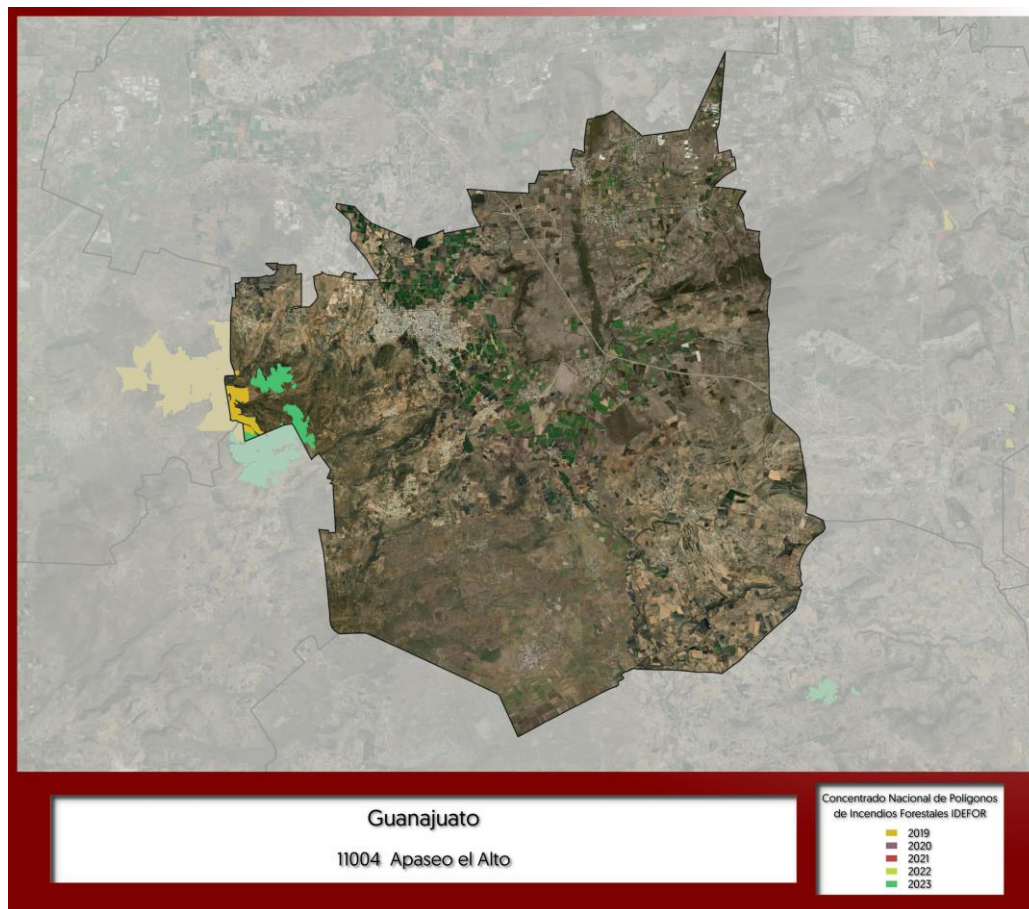 Guanajuato
11004 Apaseo el Alto
Concentrado Nacional de Polígonos
de Incendios Forestales IDEFOR
2019
2020
2021
2022
2023